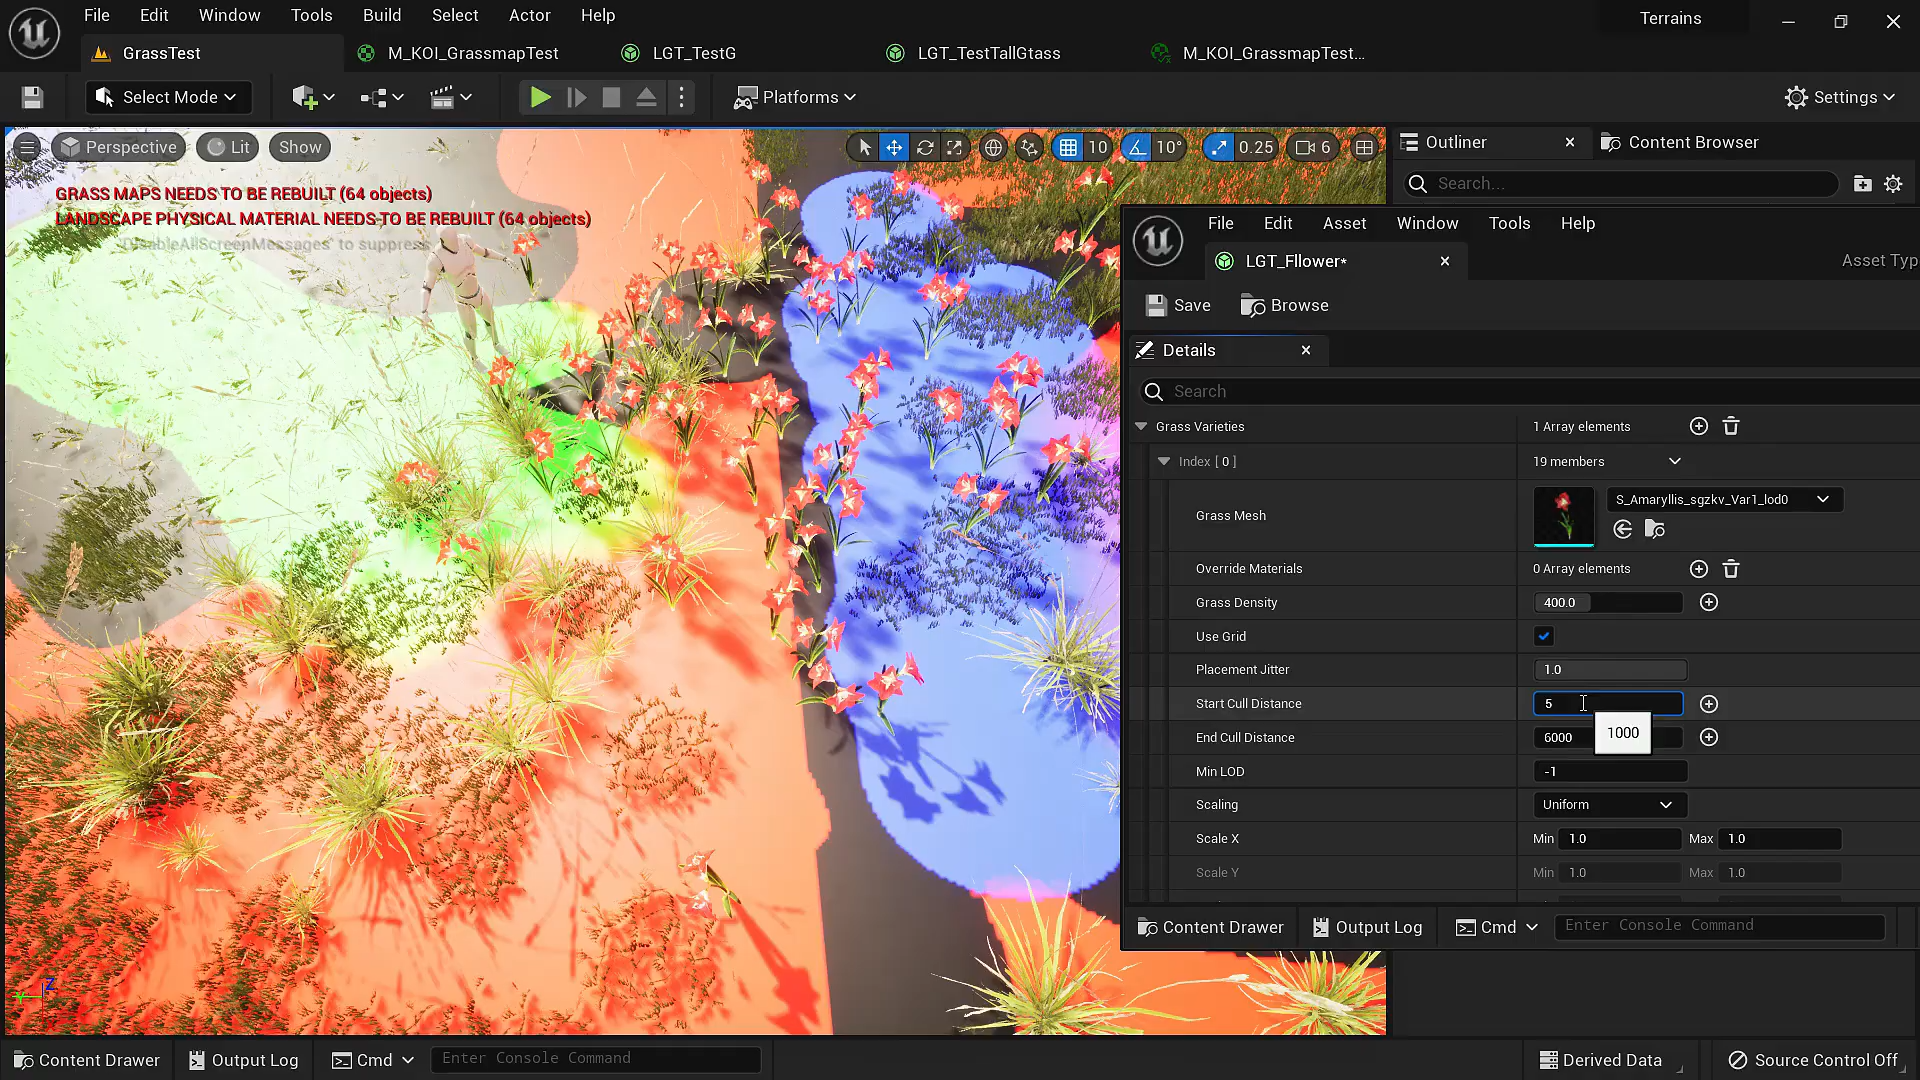 File Edit Window Tools Build Select Actor Help
Terrains
GrassTest
M_KOI_GrassmapTest
LGT_TestG
LGT_TestTallGtass
M_KOI_GrassmapTest...
Select Mode
Platforms
Settings
Perspective
Lit
Show
10
10°
0.25
6
Outliner
Content Browser
Search...
GRASS MAPS NEEDS TO BE REBUILT (64 objects)
LANDSCAPE PHYSICAL MATERIAL NEEDS TO BE REBUILT (64 objects)
'DisableAllScreenMessages' to suppress
File Edit Asset Window Tools Help
LGT_Fllower*
Asset Typ
Save
Browse
Details
Search
Grass Varieties
1 Array elements
Index [ 0 ]
19 members
Grass Mesh
S_Amaryllis_sgzkv_Var1_lod0
Override Materials
0 Array elements
Grass Density
400.0
Use Grid
Placement Jitter
1.0
Start Cull Distance
5
1000
End Cull Distance
6000
Min LOD
-1
Scaling
Uniform
Scale X
Min 1.0 Max 1.0
Scale Y
Min 1.0 Max 1.0
Content Drawer
Output Log
Cmd
Enter Console Command
Z
Y
Content Drawer
Output Log
Cmd
Enter Console Command
Derived Data
Source Control Off